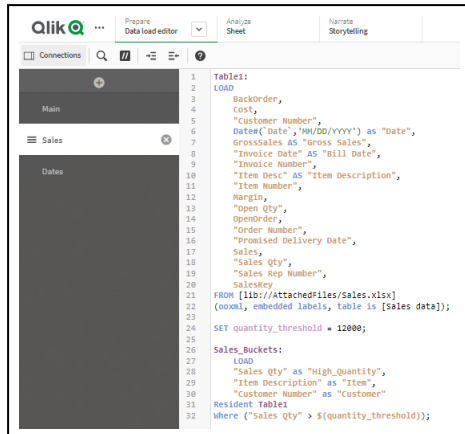 Qlik Q ... Prepare Data load editor Analyze Sheet Narrate Storytelling
Connections
Main
Sales
Dates
1 Table1:
2 LOAD
3 BackOrder,
4 Cost,
5 "Customer Number",
6 Date#(`Date`,'MM/DD/YYYY') as "Date",
7 GrossSales AS "Gross Sales",
8 "Invoice Date" AS "Bill Date",
9 "Invoice Number",
10 "Item Desc" AS "Item Description",
11 "Item Number",
12 Margin,
13 "Open Qty",
14 OpenOrder,
15 "Order Number",
16 "Promised Delivery Date",
17 Sales,
18 "Sales Qty",
19 "Sales Rep Number",
20 SalesKey
21 FROM [lib://AttachedFiles/Sales.xlsx]
22 (ooxml, embedded labels, table is [Sales data]);
23
24 SET quantity_threshold = 12000;
25
26 Sales_Buckets:
27 LOAD
28 "Sales Qty" as "High_Quantity",
29 "Item Description" as "Item",
30 "Customer Number" as "Customer"
31 Resident Table1
32 Where ("Sales Qty" > $(quantity_threshold));